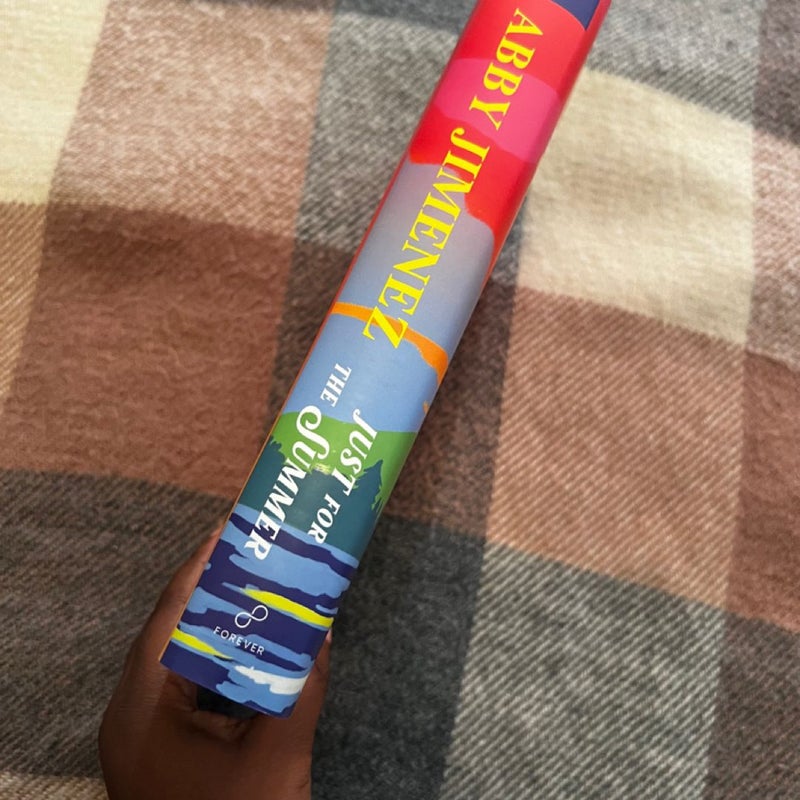 ABBY JIMENEZ
JUST FOR
THE SUMMER
FOREVER